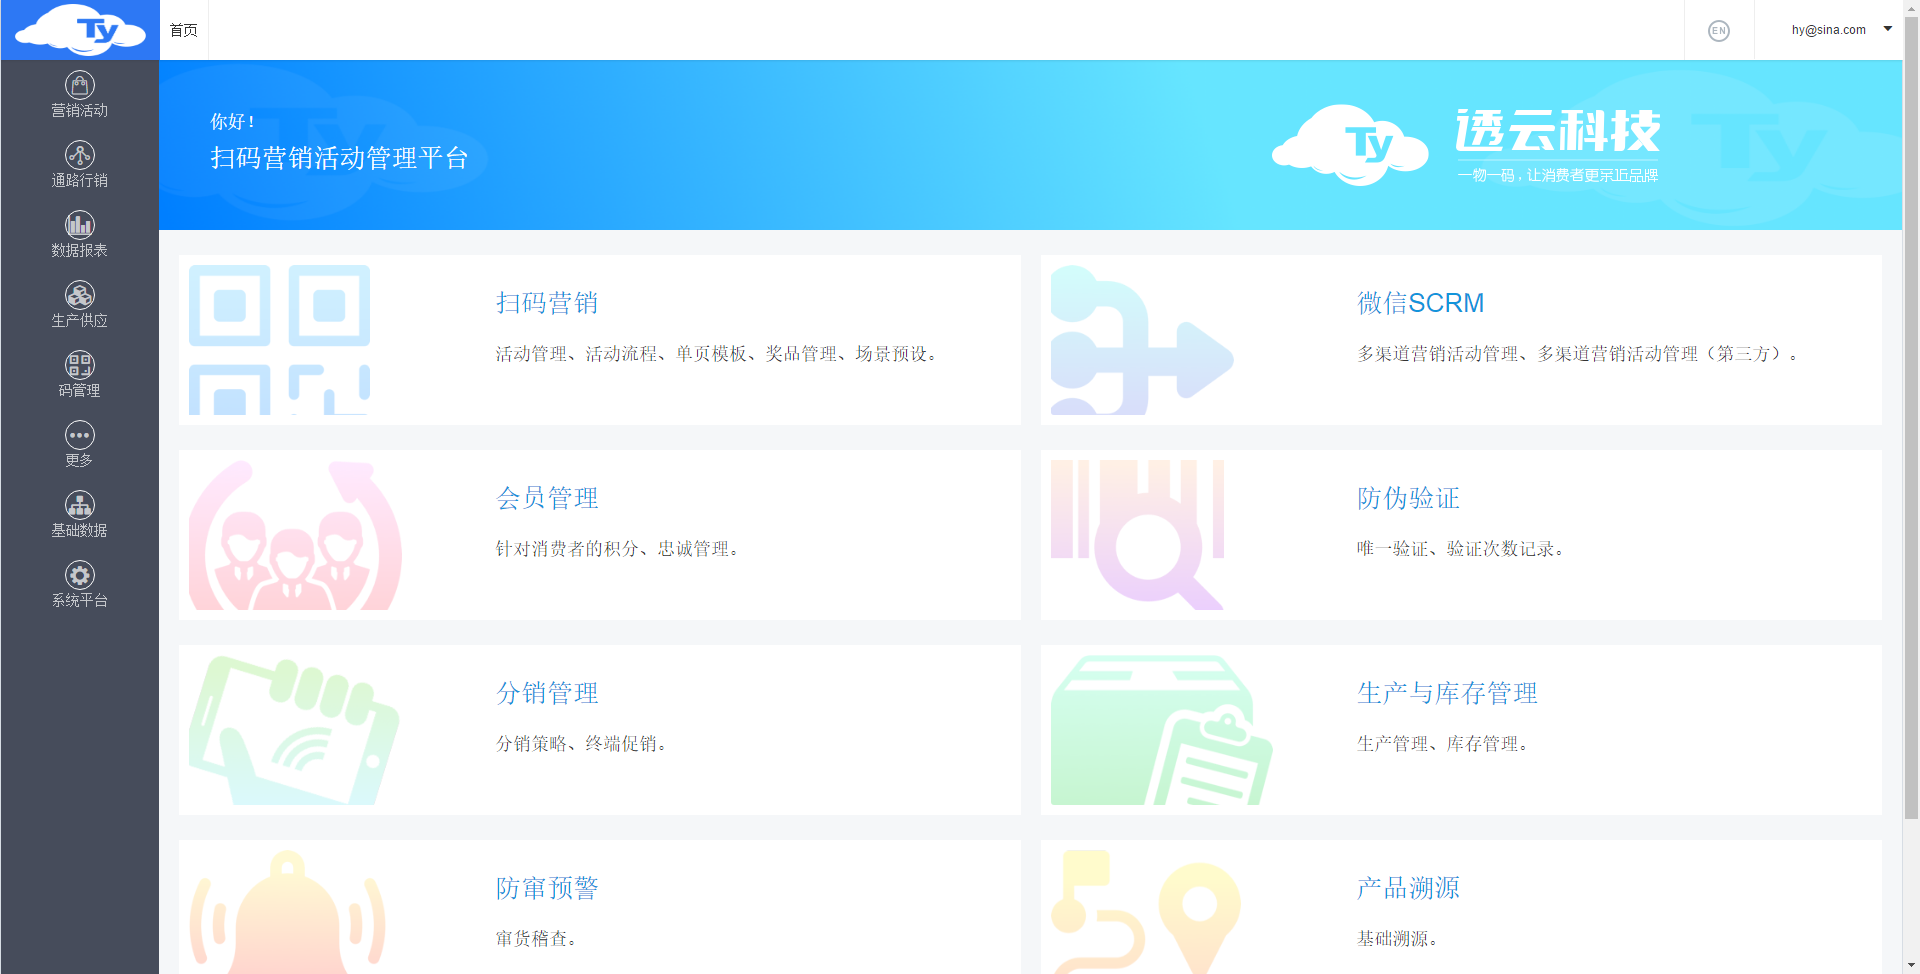 Ty
首页
EN
hy@sina.com
营销活动
通路行销
数据报表
生产供应
码管理
更多
基础数据
系统平台
你好！
扫码营销活动管理平台
Ty
透云科技
一物一码，让消费者更亲近品牌
扫码营销
活动管理、活动流程、单页模板、奖品管理、场景预设。
微信SCRM
多渠道营销活动管理、多渠道营销活动管理（第三方）。
会员管理
针对消费者的积分、忠诚管理。
防伪验证
唯一验证、验证次数记录。
分销管理
分销策略、终端促销。
生产与库存管理
生产管理、库存管理。
防窜预警
窜货稽查。
产品溯源
基础溯源。